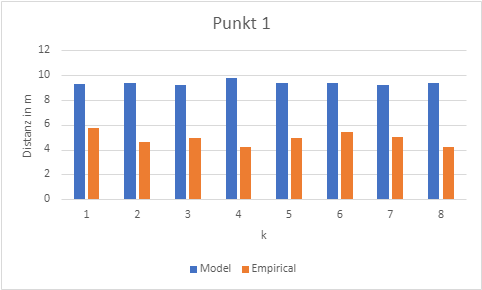 Punkt 1
12
10
8
6
4
2
0
Distanz in m
1 2 3 4 5 6 7 8
k
Model Empirical